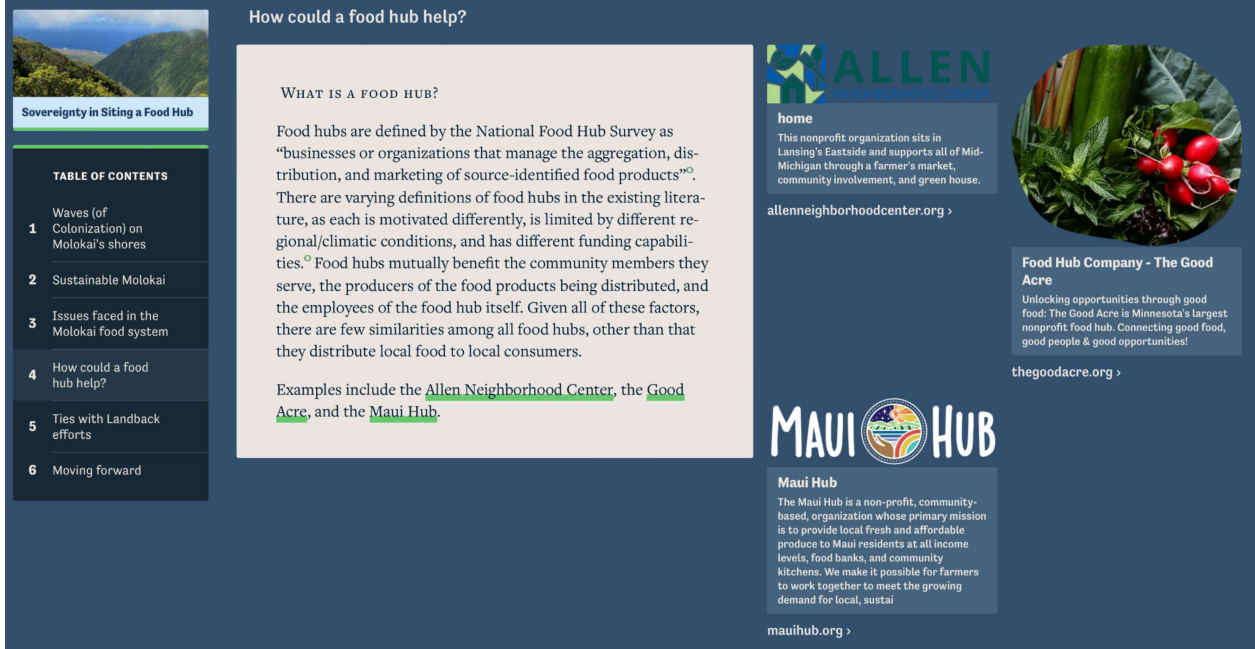 How could a food hub help?
Sovereignty in Siting a Food Hub
TABLE OF CONTENTS
1 Waves (of
Colonization) on
Molokai's shores
2 Sustainable Molokai
3 Issues faced in the
Molokai food system
4 How could a food
hub help?
5 Ties with Landback
efforts
6 Moving forward
WHAT IS A FOOD HUB?
Food hubs are defined by the National Food Hub Survey as
“businesses or organizations that manage the aggregation, dis-
tribution, and marketing of source-identified food products”○.
There are varying definitions of food hubs in the existing litera-
ture, as each is motivated differently, is limited by different re-
gional/climatic conditions, and has different funding capabili-
ties.○ Food hubs mutually benefit the community members they
serve, the producers of the food products being distributed, and
the employees of the food hub itself. Given all of these factors,
there are few similarities among all food hubs, other than that
they distribute local food to local consumers.
Examples include the Allen Neighborhood Center, the Good
Acre, and the Maui Hub.
ALLEN
NEIGHBORHOOD CENTER
home
This nonprofit organization sits in
Lansing's Eastside and supports all of Mid-
Michigan through a farmer's market,
community involvement, and green house.
allenneighborhoodcenter.org ›
Food Hub Company - The Good
Acre
Unlocking opportunities through good
food: The Good Acre is Minnesota's largest
nonprofit food hub. Connecting good food,
good people & good opportunities!
thegoodacre.org ›
MAUI HUB
Maui Hub
The Maui Hub is a non-profit, community-
based, organization whose primary mission
is to provide local fresh and affordable
produce to Maui residents at all income
levels, food banks, and community
kitchens. We make it possible for farmers
to work together to meet the growing
demand for local, sustai
mauihub.org ›